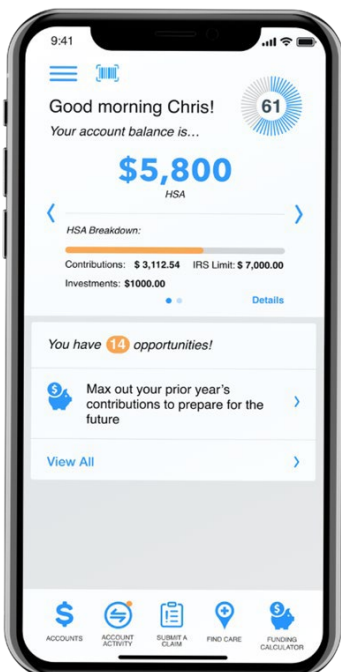 9:41
Good morning Chris!
61
Your account balance is...
$5,800
HSA
HSA Breakdown:
Contributions: $ 3,112.54 IRS Limit: $ 7,000.00
Investments: $1000.00
Details
You have 14 opportunities!
$
Max out your prior year's
contributions to prepare for the
future
View All
$
$
ACCOUNTS
ACCOUNT
ACTIVITY
SUBMIT A
CLAIM
FIND CARE
FUNDING
CALCULATOR